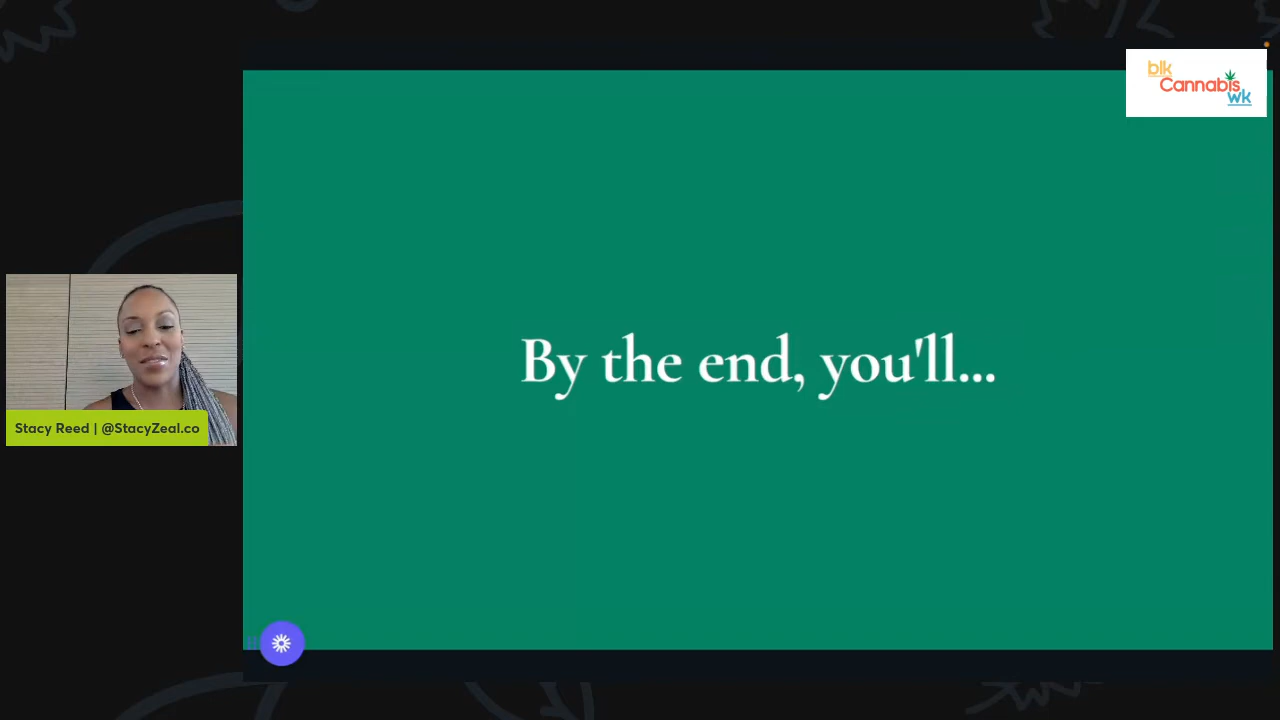 blk
Cannabis
wk
By the end, you'll...
Stacy Reed | @StacyZeal.co